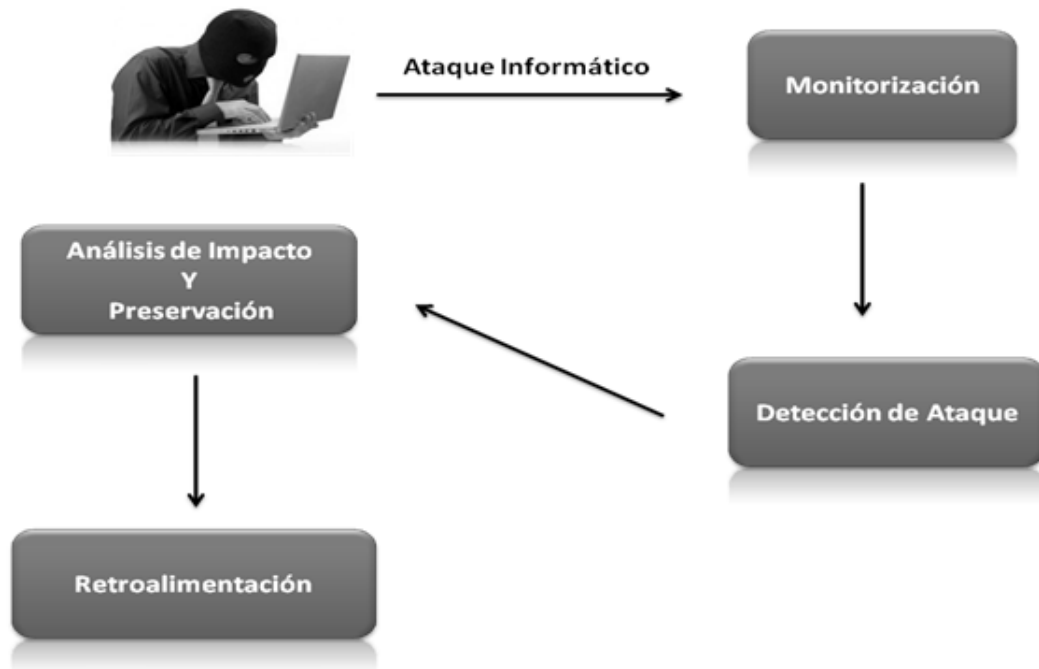 Ataque Informático
Monitorización
Análisis de Impacto
Y
Preservación
Detección de Ataque
Retroalimentación